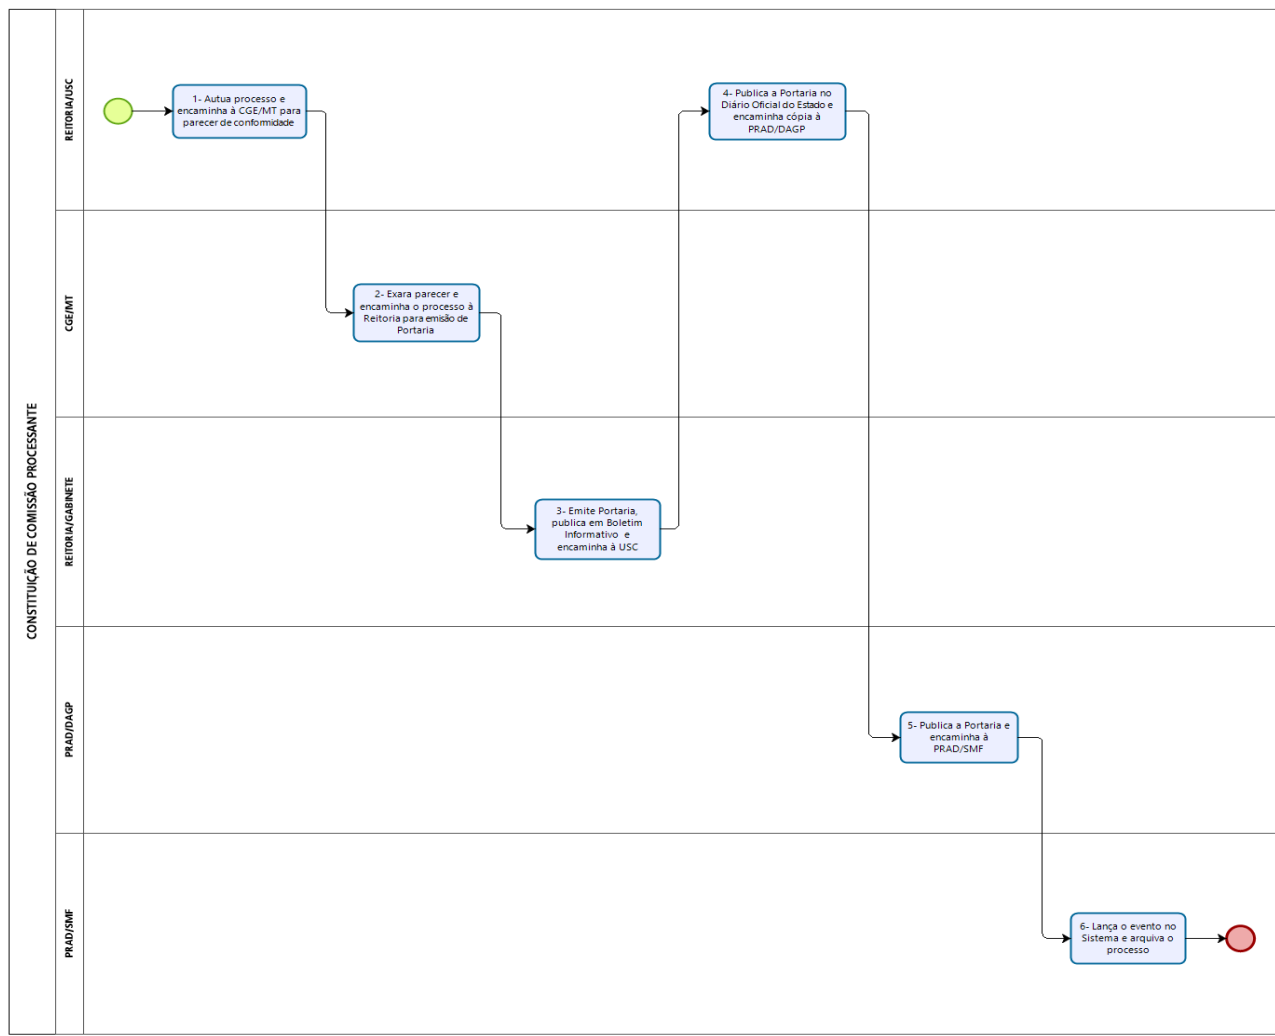 CONSTITUIÇÃO DE COMISSÃO PROCESSANTE
REITORIA/USC
1- Autua processo e
encaminha à CGE/MT para
parecer de conformidade
4- Publica a Portaria no
Diário Oficial do Estado e
encaminha cópia à
PRAD/DAGP
CGE/MT
2- Exara parecer e
encaminha o processo à
Reitoria para emissão de
Portaria
REITORIA/GABINETE
3- Emite Portaria,
publica em Boletim
Informativo e
encaminha à USC
PRAD/DAGP
5- Publica a Portaria e
encaminha à
PRAD/SMF
PRAD/SMF
6- Lança o evento no
Sistema e arquiva o
processo